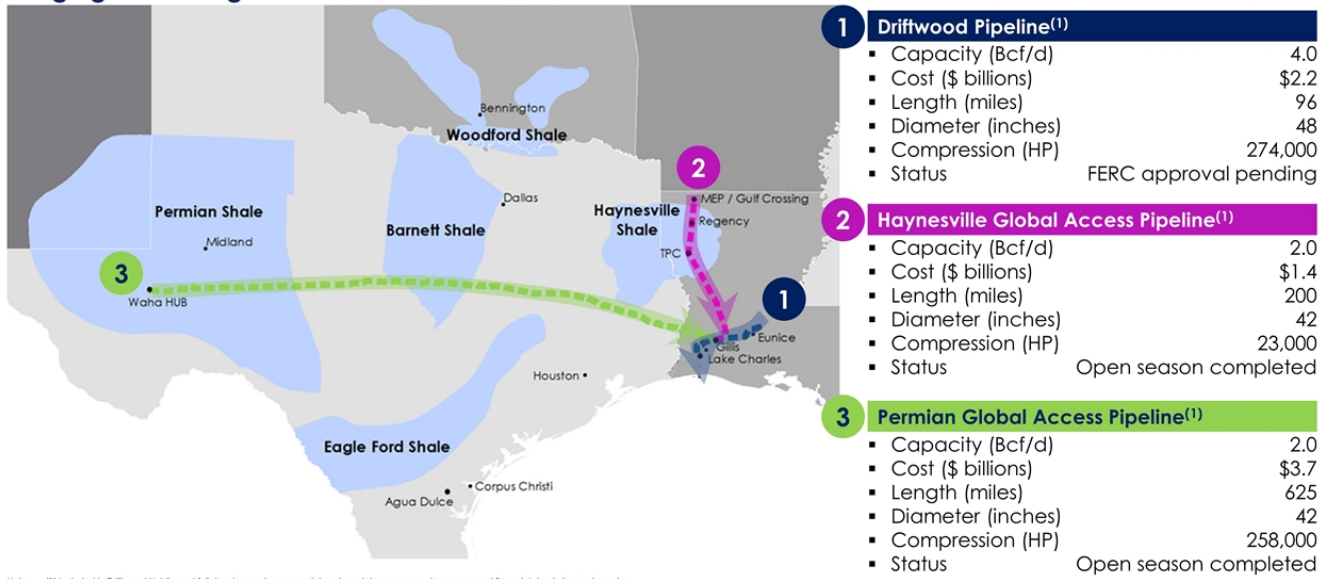 Bennington
Woodford Shale
Dallas
Permian Shale
Midland
Barnett Shale
Haynesville
Shale
2
MEP / Gulf Crossing
Regency
TPC
3
Waha HUB
1
Eunice
Gillis
Lake Charles
Houston
Eagle Ford Shale
Agua Dulce
Corpus Christi
1 Driftwood Pipeline(1)
▪ Capacity (Bcf/d) 4.0
▪ Cost ($ billions) $2.2
▪ Length (miles) 96
▪ Diameter (inches) 48
▪ Compression (HP) 274,000
▪ Status FERC approval pending
2 Haynesville Global Access Pipeline(1)
▪ Capacity (Bcf/d) 2.0
▪ Cost ($ billions) $1.4
▪ Length (miles) 200
▪ Diameter (inches) 42
▪ Compression (HP) 23,000
▪ Status Open season completed
3 Permian Global Access Pipeline(1)
▪ Capacity (Bcf/d) 2.0
▪ Cost ($ billions) $3.7
▪ Length (miles) 625
▪ Diameter (inches) 42
▪ Compression (HP) 258,000
▪ Status Open season completed